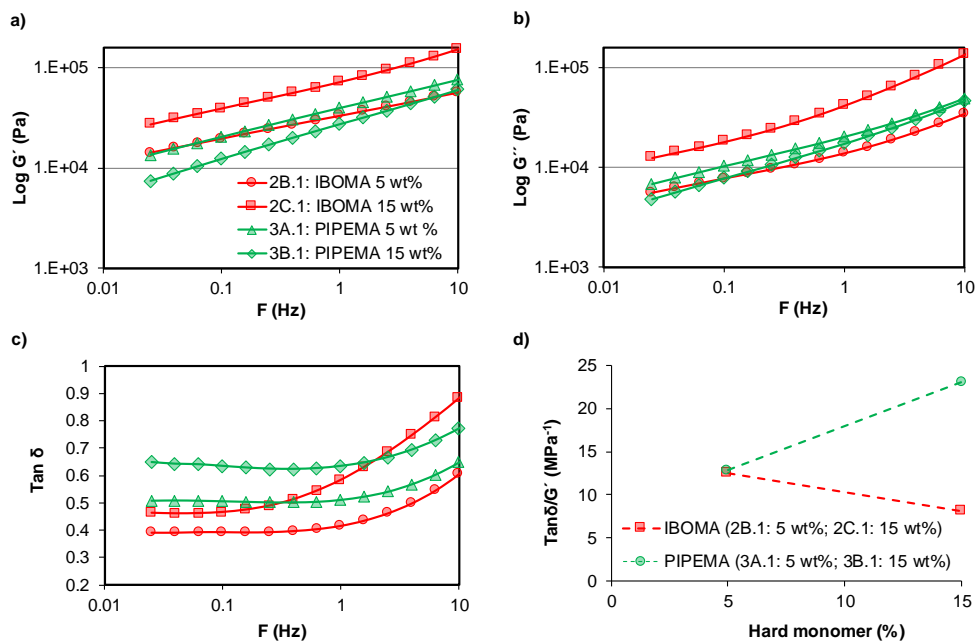 a)
Log G´ (Pa)
1.E+05
1.E+04
1.E+03
2B.1: IBOMA 5 wt%
2C.1: IBOMA 15 wt%
3A.1: PIPEMA 5 wt %
3B.1: PIPEMA 15 wt%
0.01
0.1
1
10
F (Hz)
b)
Log G´´ (Pa)
1.E+05
1.E+04
1.E+03
0.01
0.1
1
10
F (Hz)
c)
Tan δ
1
0.9
0.8
0.7
0.6
0.5
0.4
0.3
0.2
0.01
0.1
1
10
F (Hz)
d)
Tanδ/G´ (MPa⁻¹)
25
20
15
10
5
0
IBOMA (2B.1: 5 wt%; 2C.1: 15 wt%)
PIPEMA (3A.1: 5 wt%; 3B.1: 15 wt%)
0
5
10
15
Hard monomer (%)